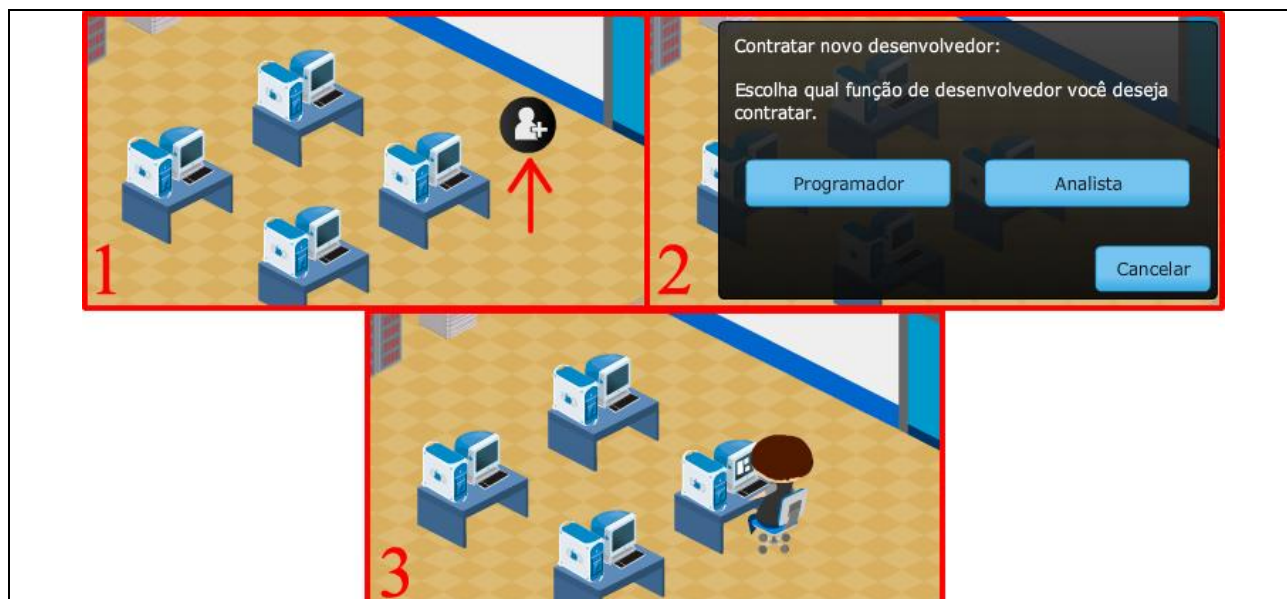 Contratar novo desenvolvedor:
Escolha qual função de desenvolvedor você deseja
contratar.
Programador
Analista
Cancelar
1
2
3